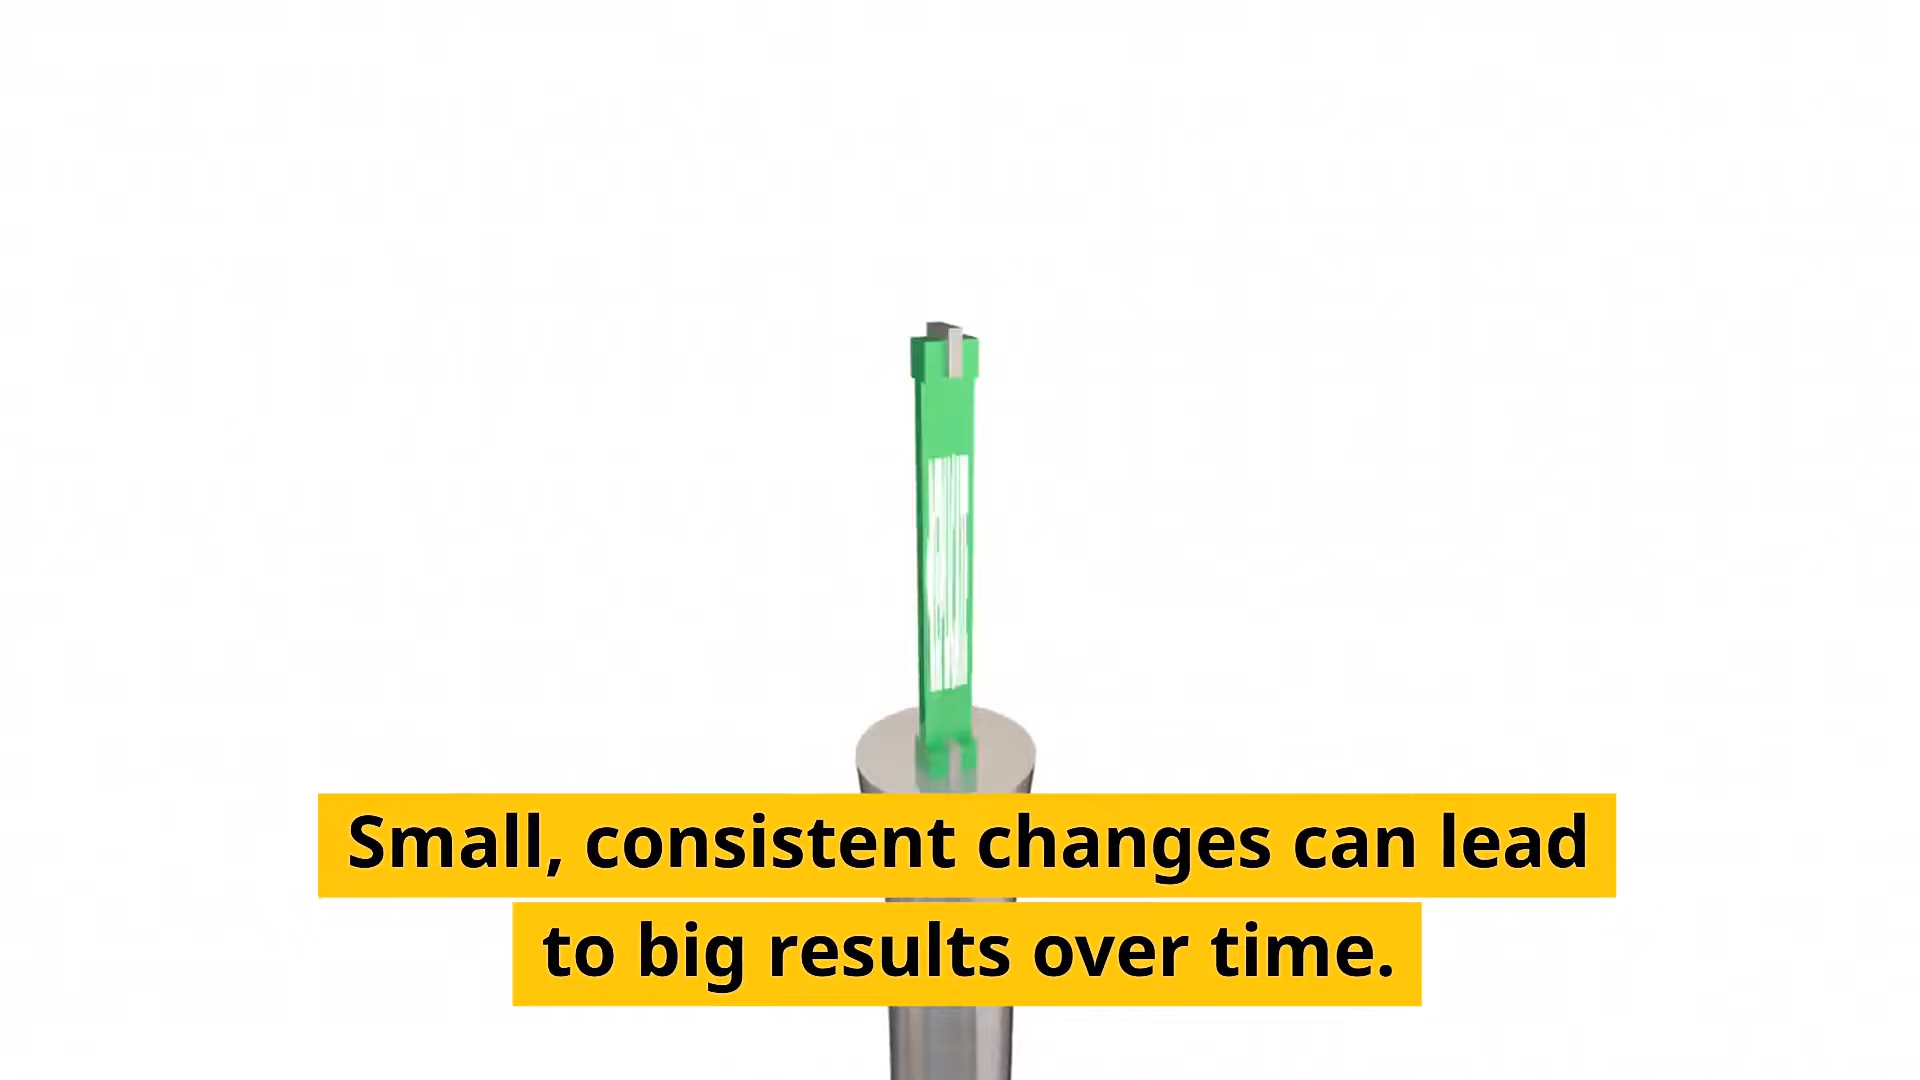 Small, consistent changes can lead
to big results over time.